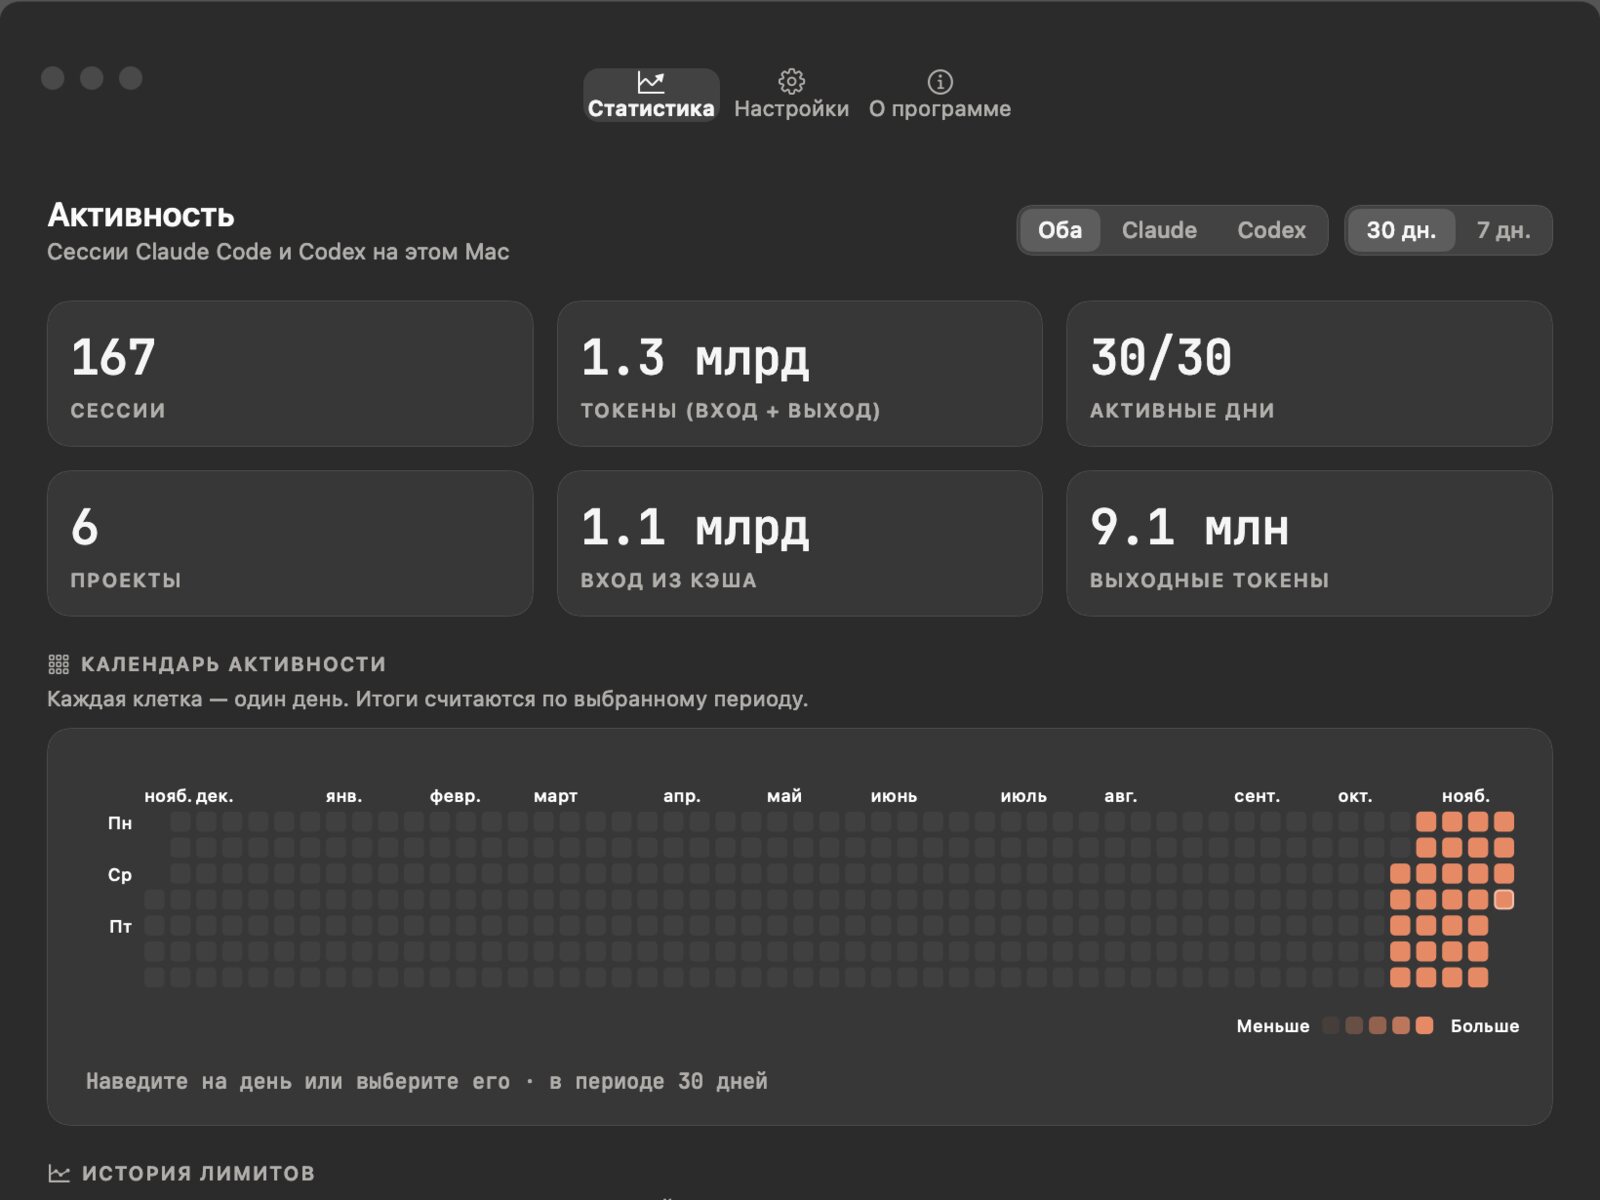 Статистика
Настройки
О программе
Активность
Сессии Claude Code и Codex на этом Mac
Оба
Claude
Codex
30 дн.
7 дн.
167
СЕССИИ
1.3 млрд
ТОКЕНЫ (ВХОД + ВЫХОД)
30/30
АКТИВНЫЕ ДНИ
6
ПРОЕКТЫ
1.1 млрд
ВХОД ИЗ КЭША
9.1 млн
ВЫХОДНЫЕ ТОКЕНЫ
КАЛЕНДАРЬ АКТИВНОСТИ
Каждая клетка — один день. Итоги считаются по выбранному периоду.
нояб. дек. янв. февр. март апр. май июнь июль авг. сент. окт. нояб.
Пн
Ср
Пт
Меньше
Больше
Наведите на день или выберите его · в периоде 30 дней
ИСТОРИЯ ЛИМИТОВ